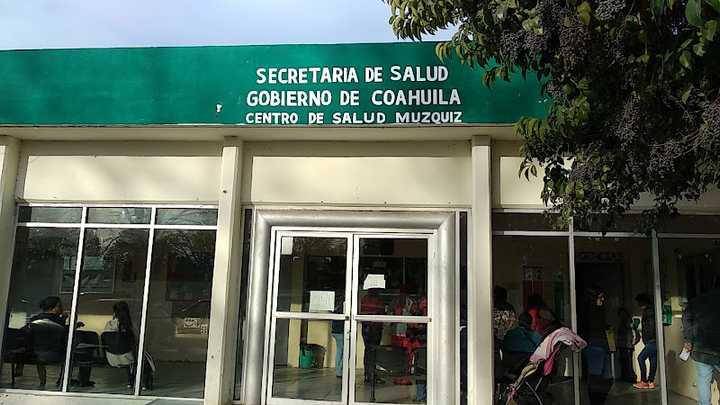 SECRETARIA DE SALUD
GOBIERNO DE COAHUILA
CENTRO DE SALUD MUZQUIZ